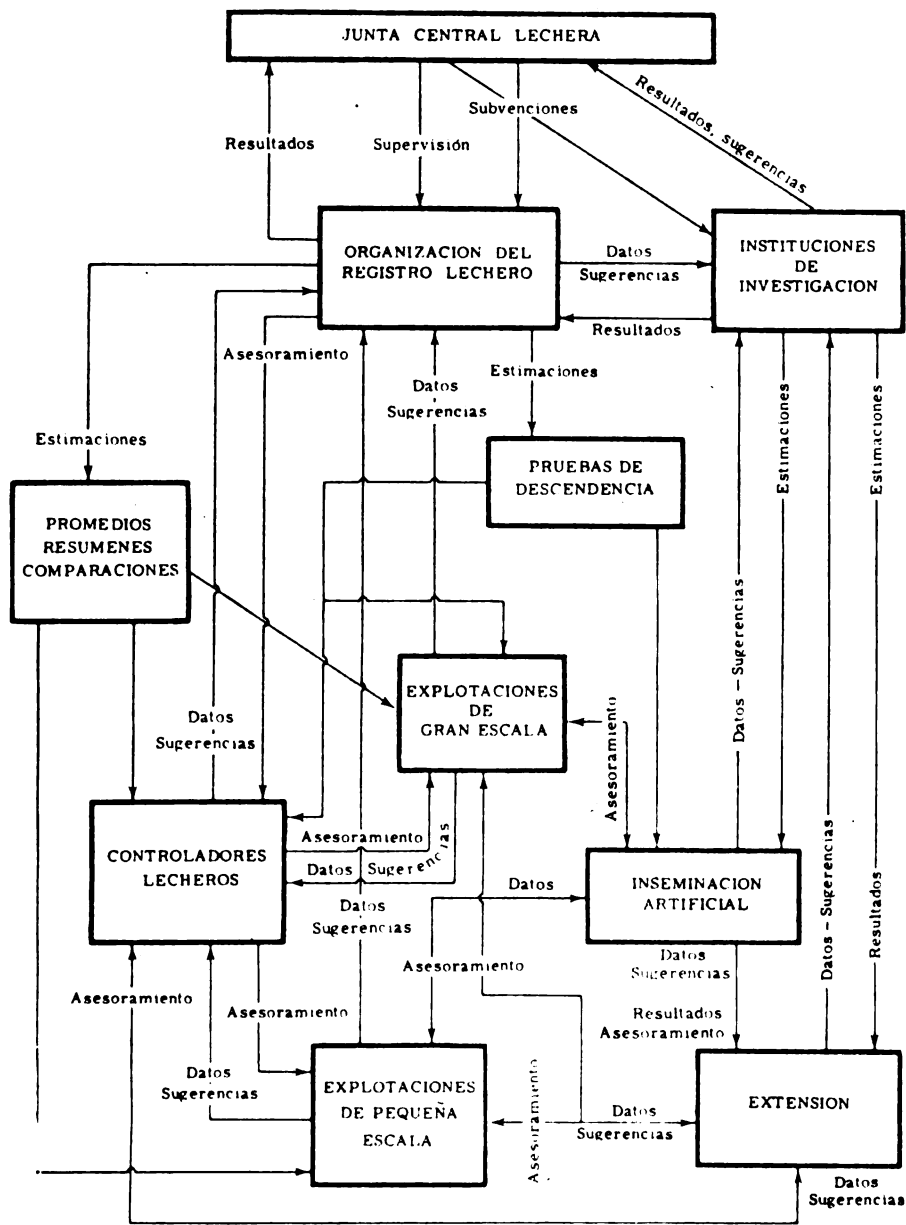 JUNTA CENTRAL LECHERA
Subvenciones
Resultados, sugerencias
Resultados
Supervisión
ORGANIZACION DEL
REGISTRO LECHERO
Datos
Sugerencias
Resultados
INSTITUCIONES
DE
INVESTIGACION
Asesoramiento
Estimaciones
Datos
Sugerencias
Estimaciones
Estimaciones
Estimaciones
PRUEBAS DE
DESCENDENCIA
PROMEDIOS
RESUMENES
COMPARACIONES
Datos - Sugerencias
EXPLOTACIONES
DE
GRAN ESCALA
Datos
Sugerencias
Asesoramiento
CONTROLADORES
LECHEROS
Asesoramiento
Datos Sugerencias
Datos
Sugerencias
Datos
INSEMINACION
ARTIFICIAL
Datos - Sugerencias
Resultados
Asesoramiento
Asesoramiento
Asesoramiento
Datos
Sugerencias
Resultados
Asesoramiento
Datos
Sugerencias
EXPLOTACIONES
DE PEQUEÑA
ESCALA
Asesoramiento
Datos
Sugerencias
EXTENSION
Datos
Sugerencias